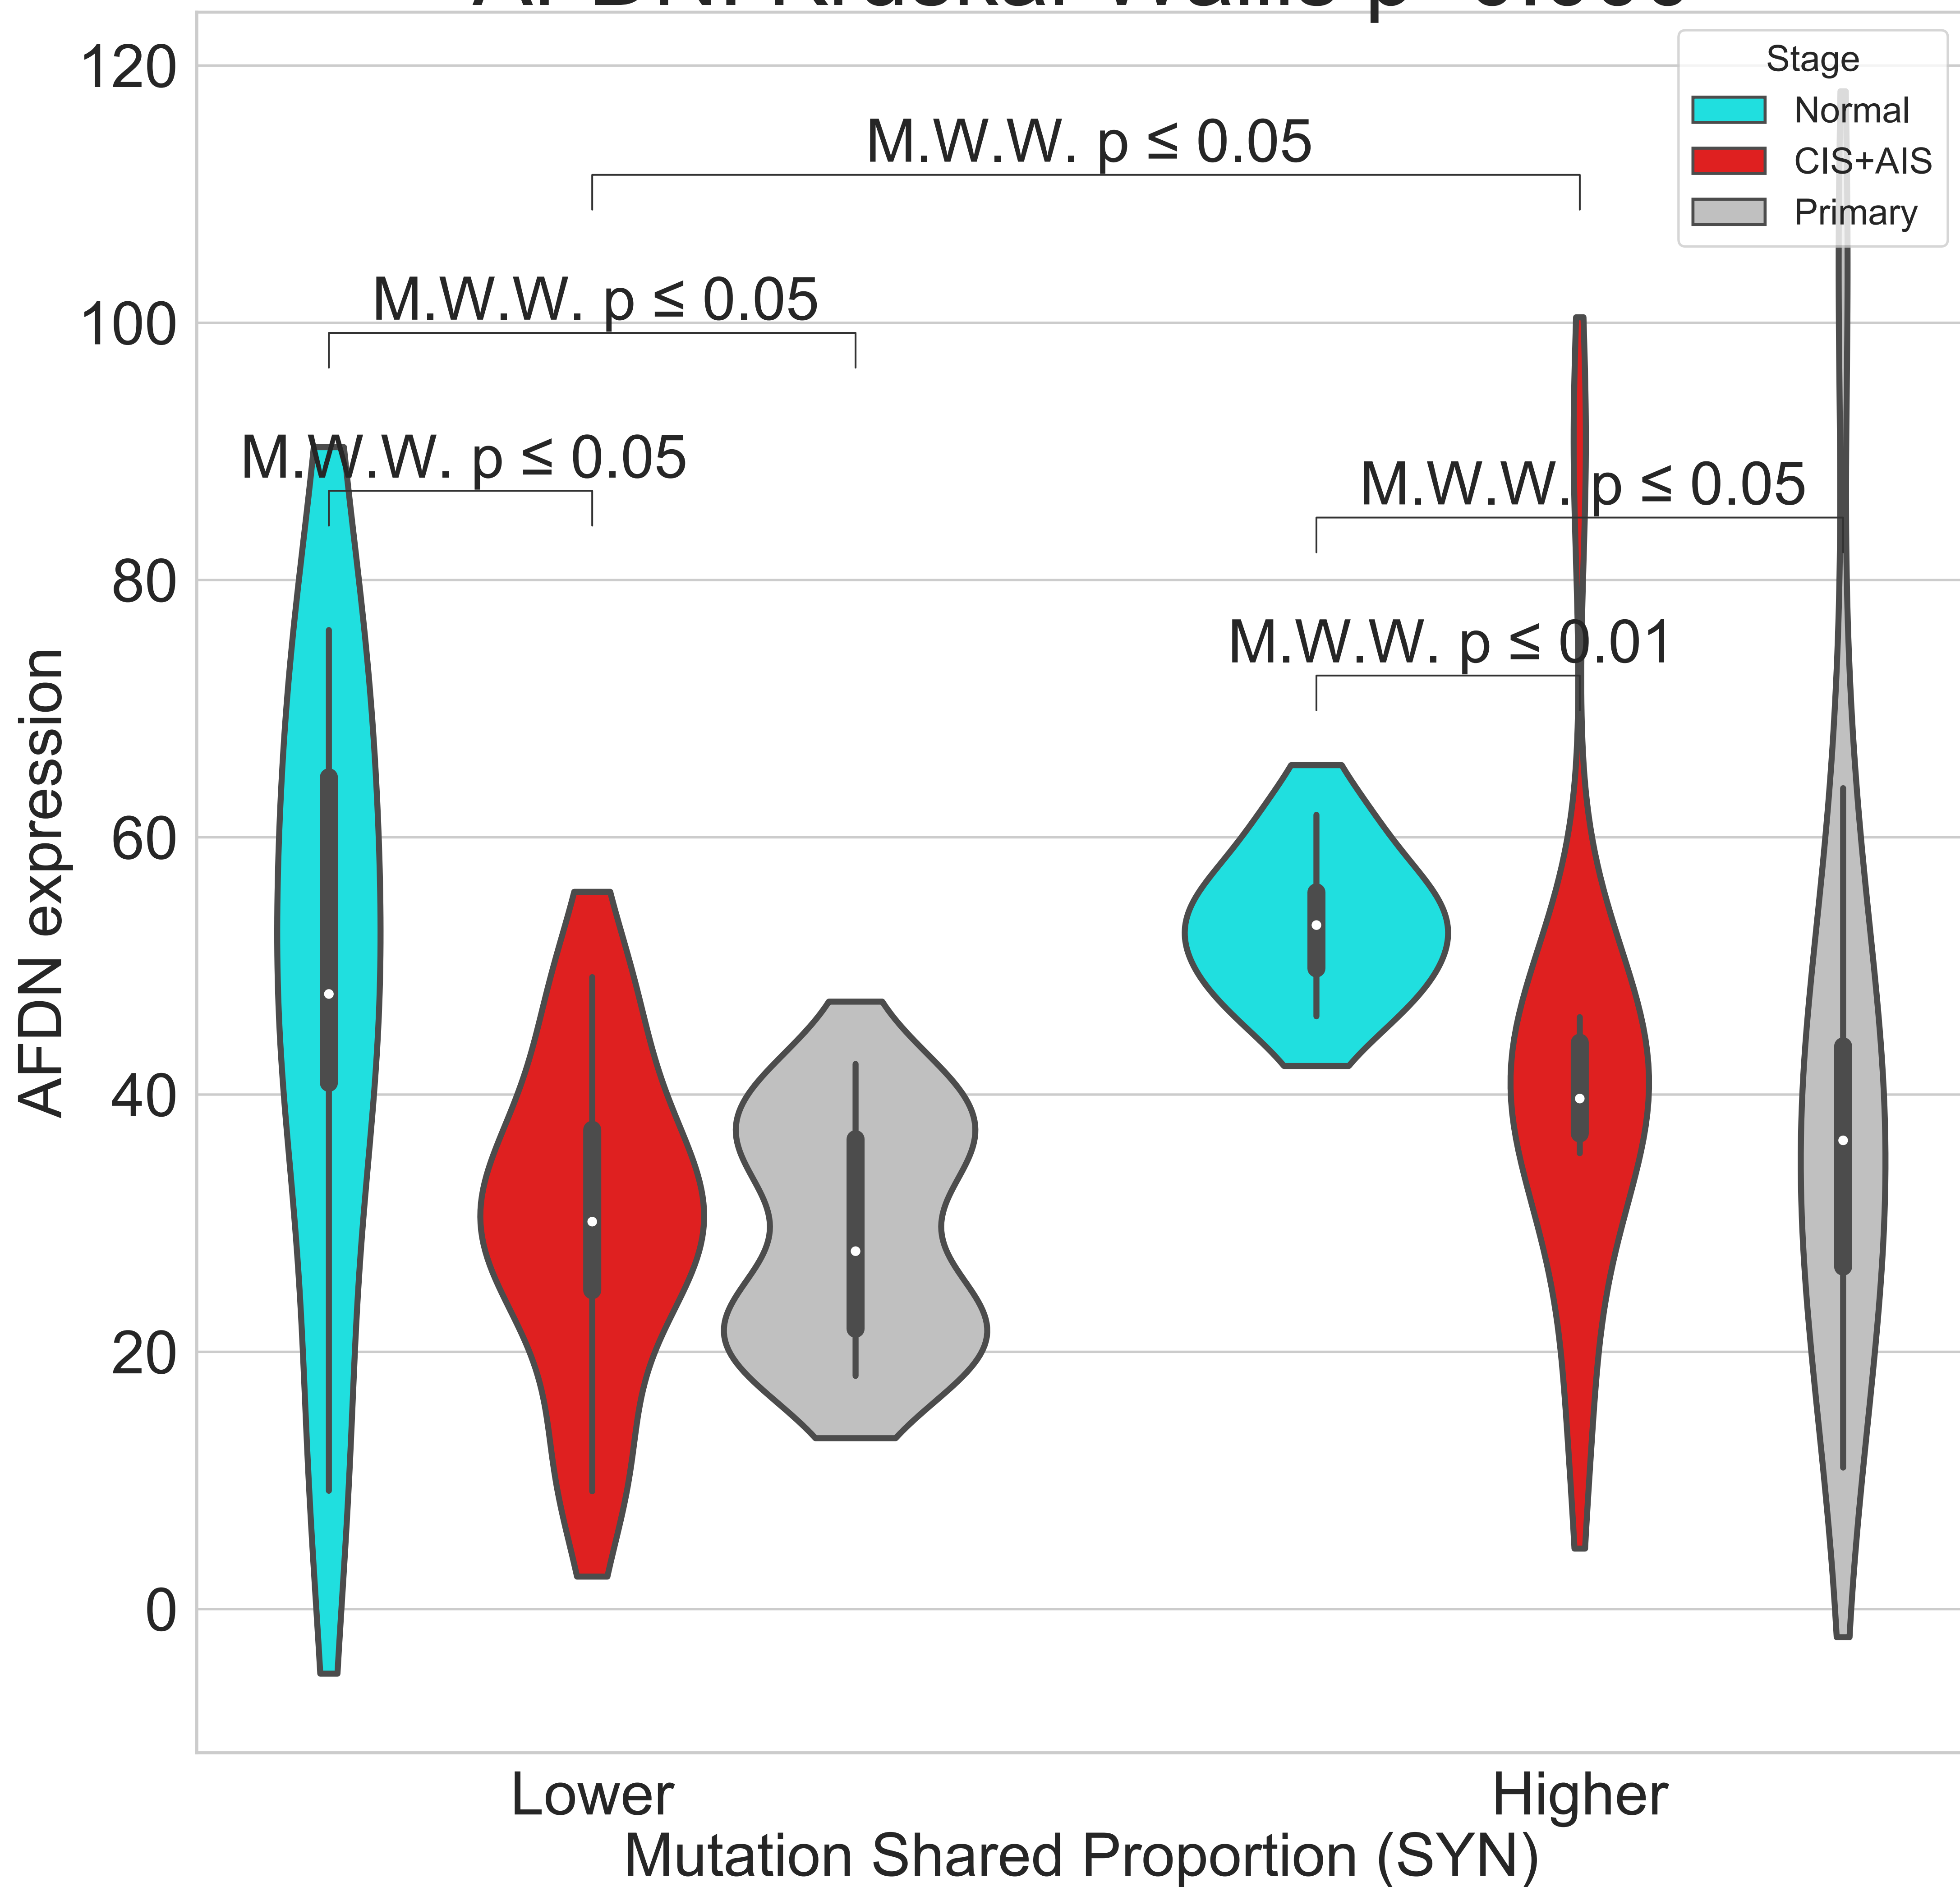 120
100
80
60
40
20
0
AFDN expression
Stage
Normal
CIS+AIS
Primary
M.W.W. p ≤ 0.05
M.W.W. p ≤ 0.05
M.W.W. p ≤ 0.05
M.W.W. p ≤ 0.05
M.W.W. p ≤ 0.01
Lower
Higher
Mutation Shared Proportion (SYN)